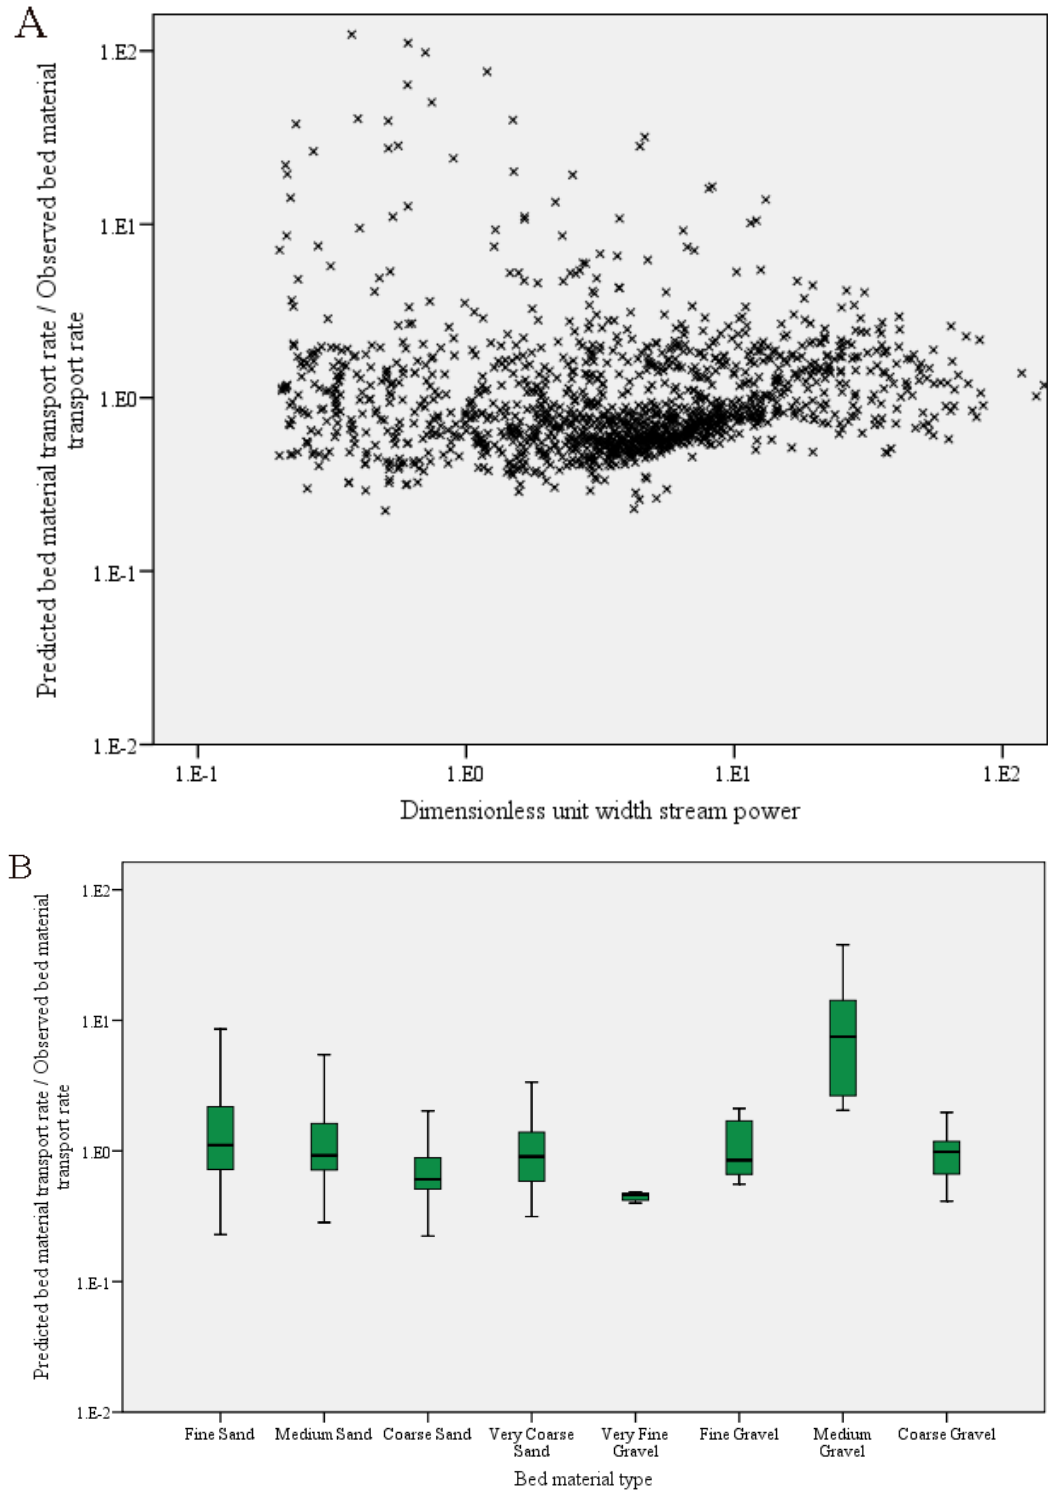 A
Predicted bed material transport rate / Observed bed material
transport rate
1.E2
1.E1
1.E0
1.E-1
1.E-2
1.E-1
1.E0
1.E1
1.E2
Dimensionless unit width stream power
B
Predicted bed material transport rate / Observed bed material
transport rate
1.E2
1.E1
1.E0
1.E-1
1.E-2
Fine Sand
Medium Sand
Coarse Sand
Very Coarse
Sand
Very Fine
Gravel
Fine Gravel
Medium
Gravel
Coarse Gravel
Bed material type